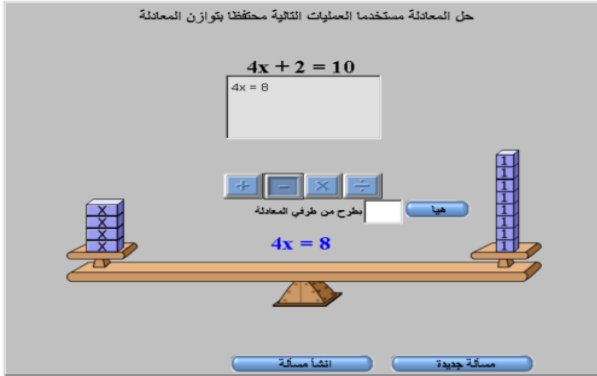 حل المعادلة مستخدما العمليات التالية محتفظا بتوازن المعادلة
4x + 2 = 10
4x = 8
+ − × ÷
بطرح من طرفي المعادلة هيا
4x = 8
X 1
X 1
X 1
X 1
1
1
1
1
انشأ مسألة مسألة جديدة